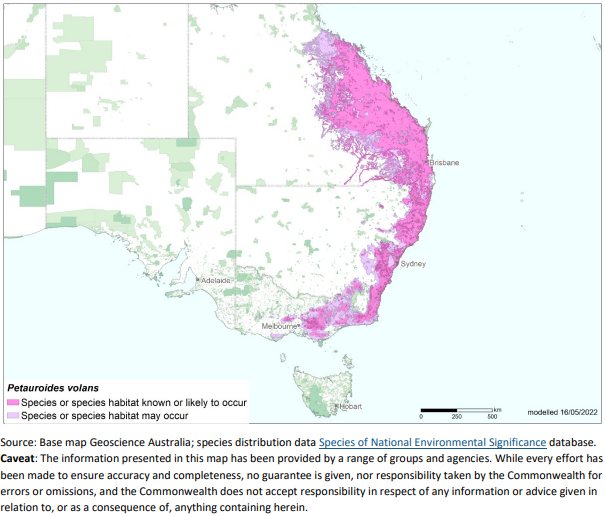 Brisbane
Sydney
Adelaide
Melbourne
Hobart
Petauroides volans
Species or species habitat known or likely to occur
Species or species habitat may occur
0 250 500
km
modelled 16/05/2022
Source: Base map Geoscience Australia; species distribution data Species of National Environmental Significance database.
Caveat: The information presented in this map has been provided by a range of groups and agencies. While every effort has
been made to ensure accuracy and completeness, no guarantee is given, nor responsibility taken by the Commonwealth for
errors or omissions, and the Commonwealth does not accept responsibility in respect of any information or advice given in
relation to, or as a consequence of, anything containing herein.